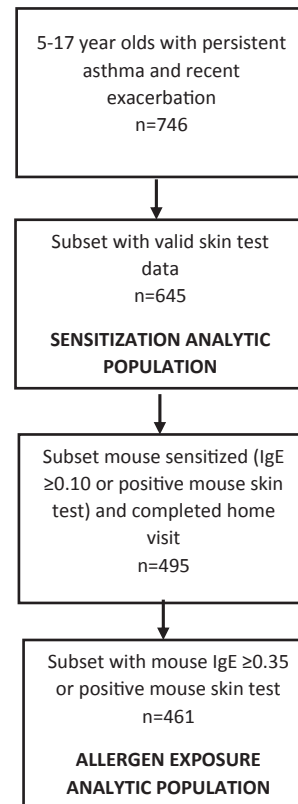 5-17 year olds with persistent
asthma and recent
exacerbation
n=746
Subset with valid skin test
data
n=645
SENSITIZATION ANALYTIC
POPULATION
Subset mouse sensitized (IgE
≥0.10 or positive mouse skin
test) and completed home
visit
n=495
Subset with mouse IgE ≥0.35
or positive mouse skin test
n=461
ALLERGEN EXPOSURE
ANALYTIC POPULATION